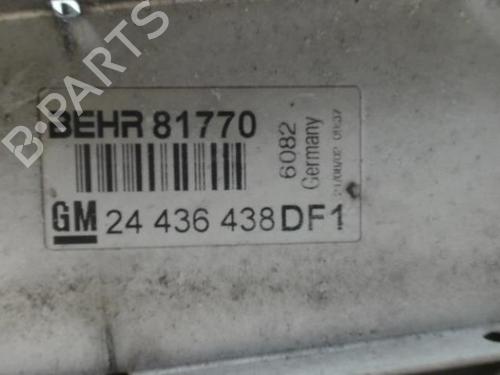 BEHR 81770
6082
Germany
GM 24 436 438 DF1
B-PARTS